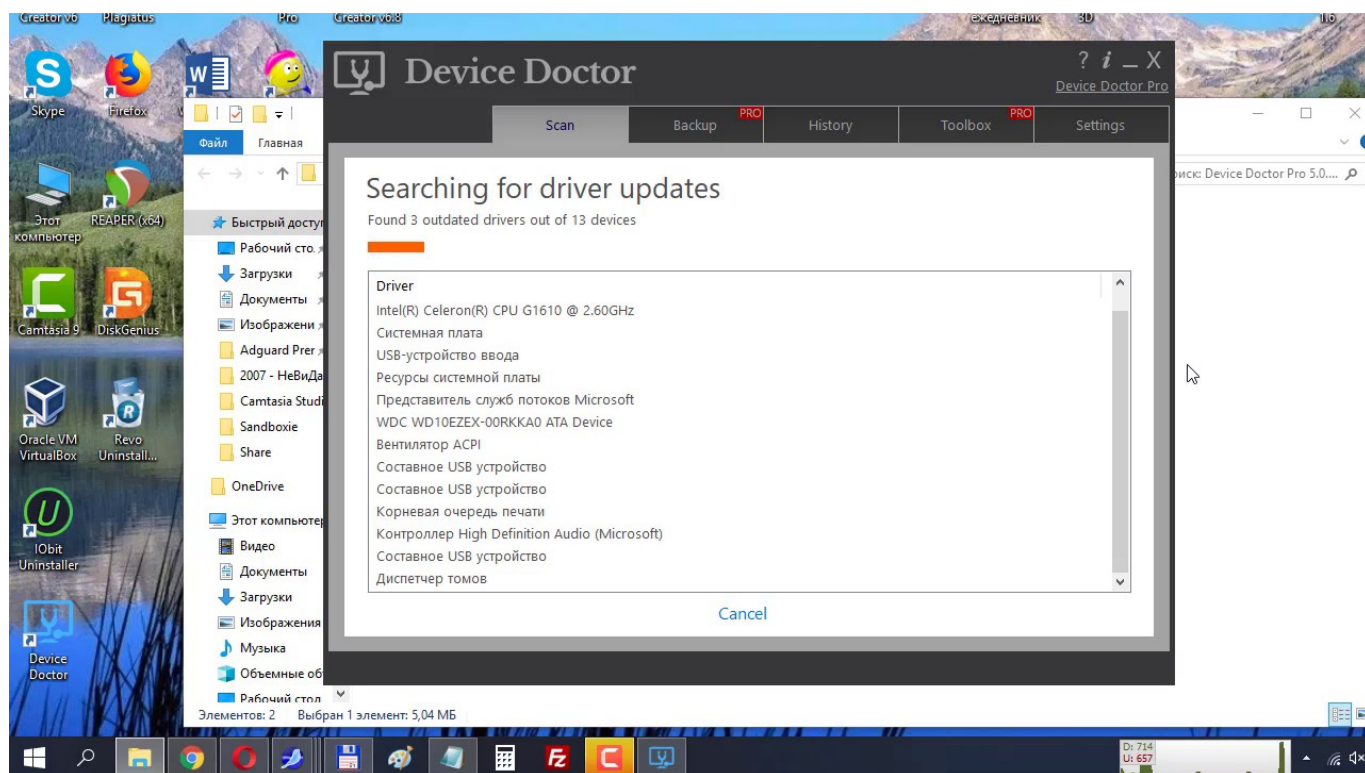 Creator v6
Plagiatus
Pro
Creator v6.8
ежедневник
3D
Skype
Firefox
Этот
компьютер
REAPER (x64)
Camtasia 9
DiskGenius
Oracle VM
VirtualBox
Revo
Uninstall...
IObit
Uninstaller
Device
Doctor
Файл
Главная
Быстрый доступ
Рабочий сто
Загрузки
Документы
Изображени
Adguard Prer
2007 - НеВиДа
Camtasia Studi
Sandboxie
Share
OneDrive
Этот компьютер
Видео
Документы
Загрузки
Изображения
Музыка
Объемные об
Рабочий стол
Элементов: 2
Выбран 1 элемент: 5,04 МБ
Device Doctor
? i _ X
Device Doctor Pro
Scan
Backup
PRO
History
Toolbox
PRO
Settings
Searching for driver updates
Found 3 outdated drivers out of 13 devices
Driver
Intel(R) Celeron(R) CPU G1610 @ 2.60GHz
Системная плата
USB-устройство ввода
Ресурсы системной платы
Представитель служб потоков Microsoft
WDC WD10EZEX-00RKKA0 ATA Device
Вентилятор ACPI
Составное USB устройство
Составное USB устройство
Корневая очередь печати
Контроллер High Definition Audio (Microsoft)
Составное USB устройство
Диспетчер томов
Cancel
оиск: Device Doctor Pro 5.0....
D: 714
U: 657